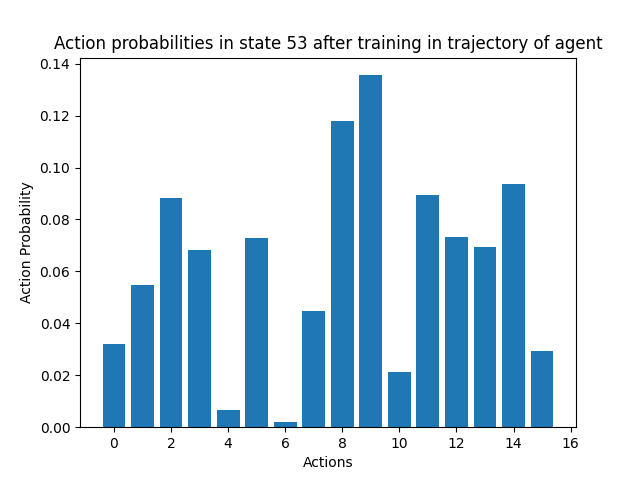 Action probabilities in state 53 after training in trajectory of agent
0.14
0.12
0.10
0.08
0.06
0.04
0.02
0.00
Action Probability
0 2 4 6 8 10 12 14 16
Actions